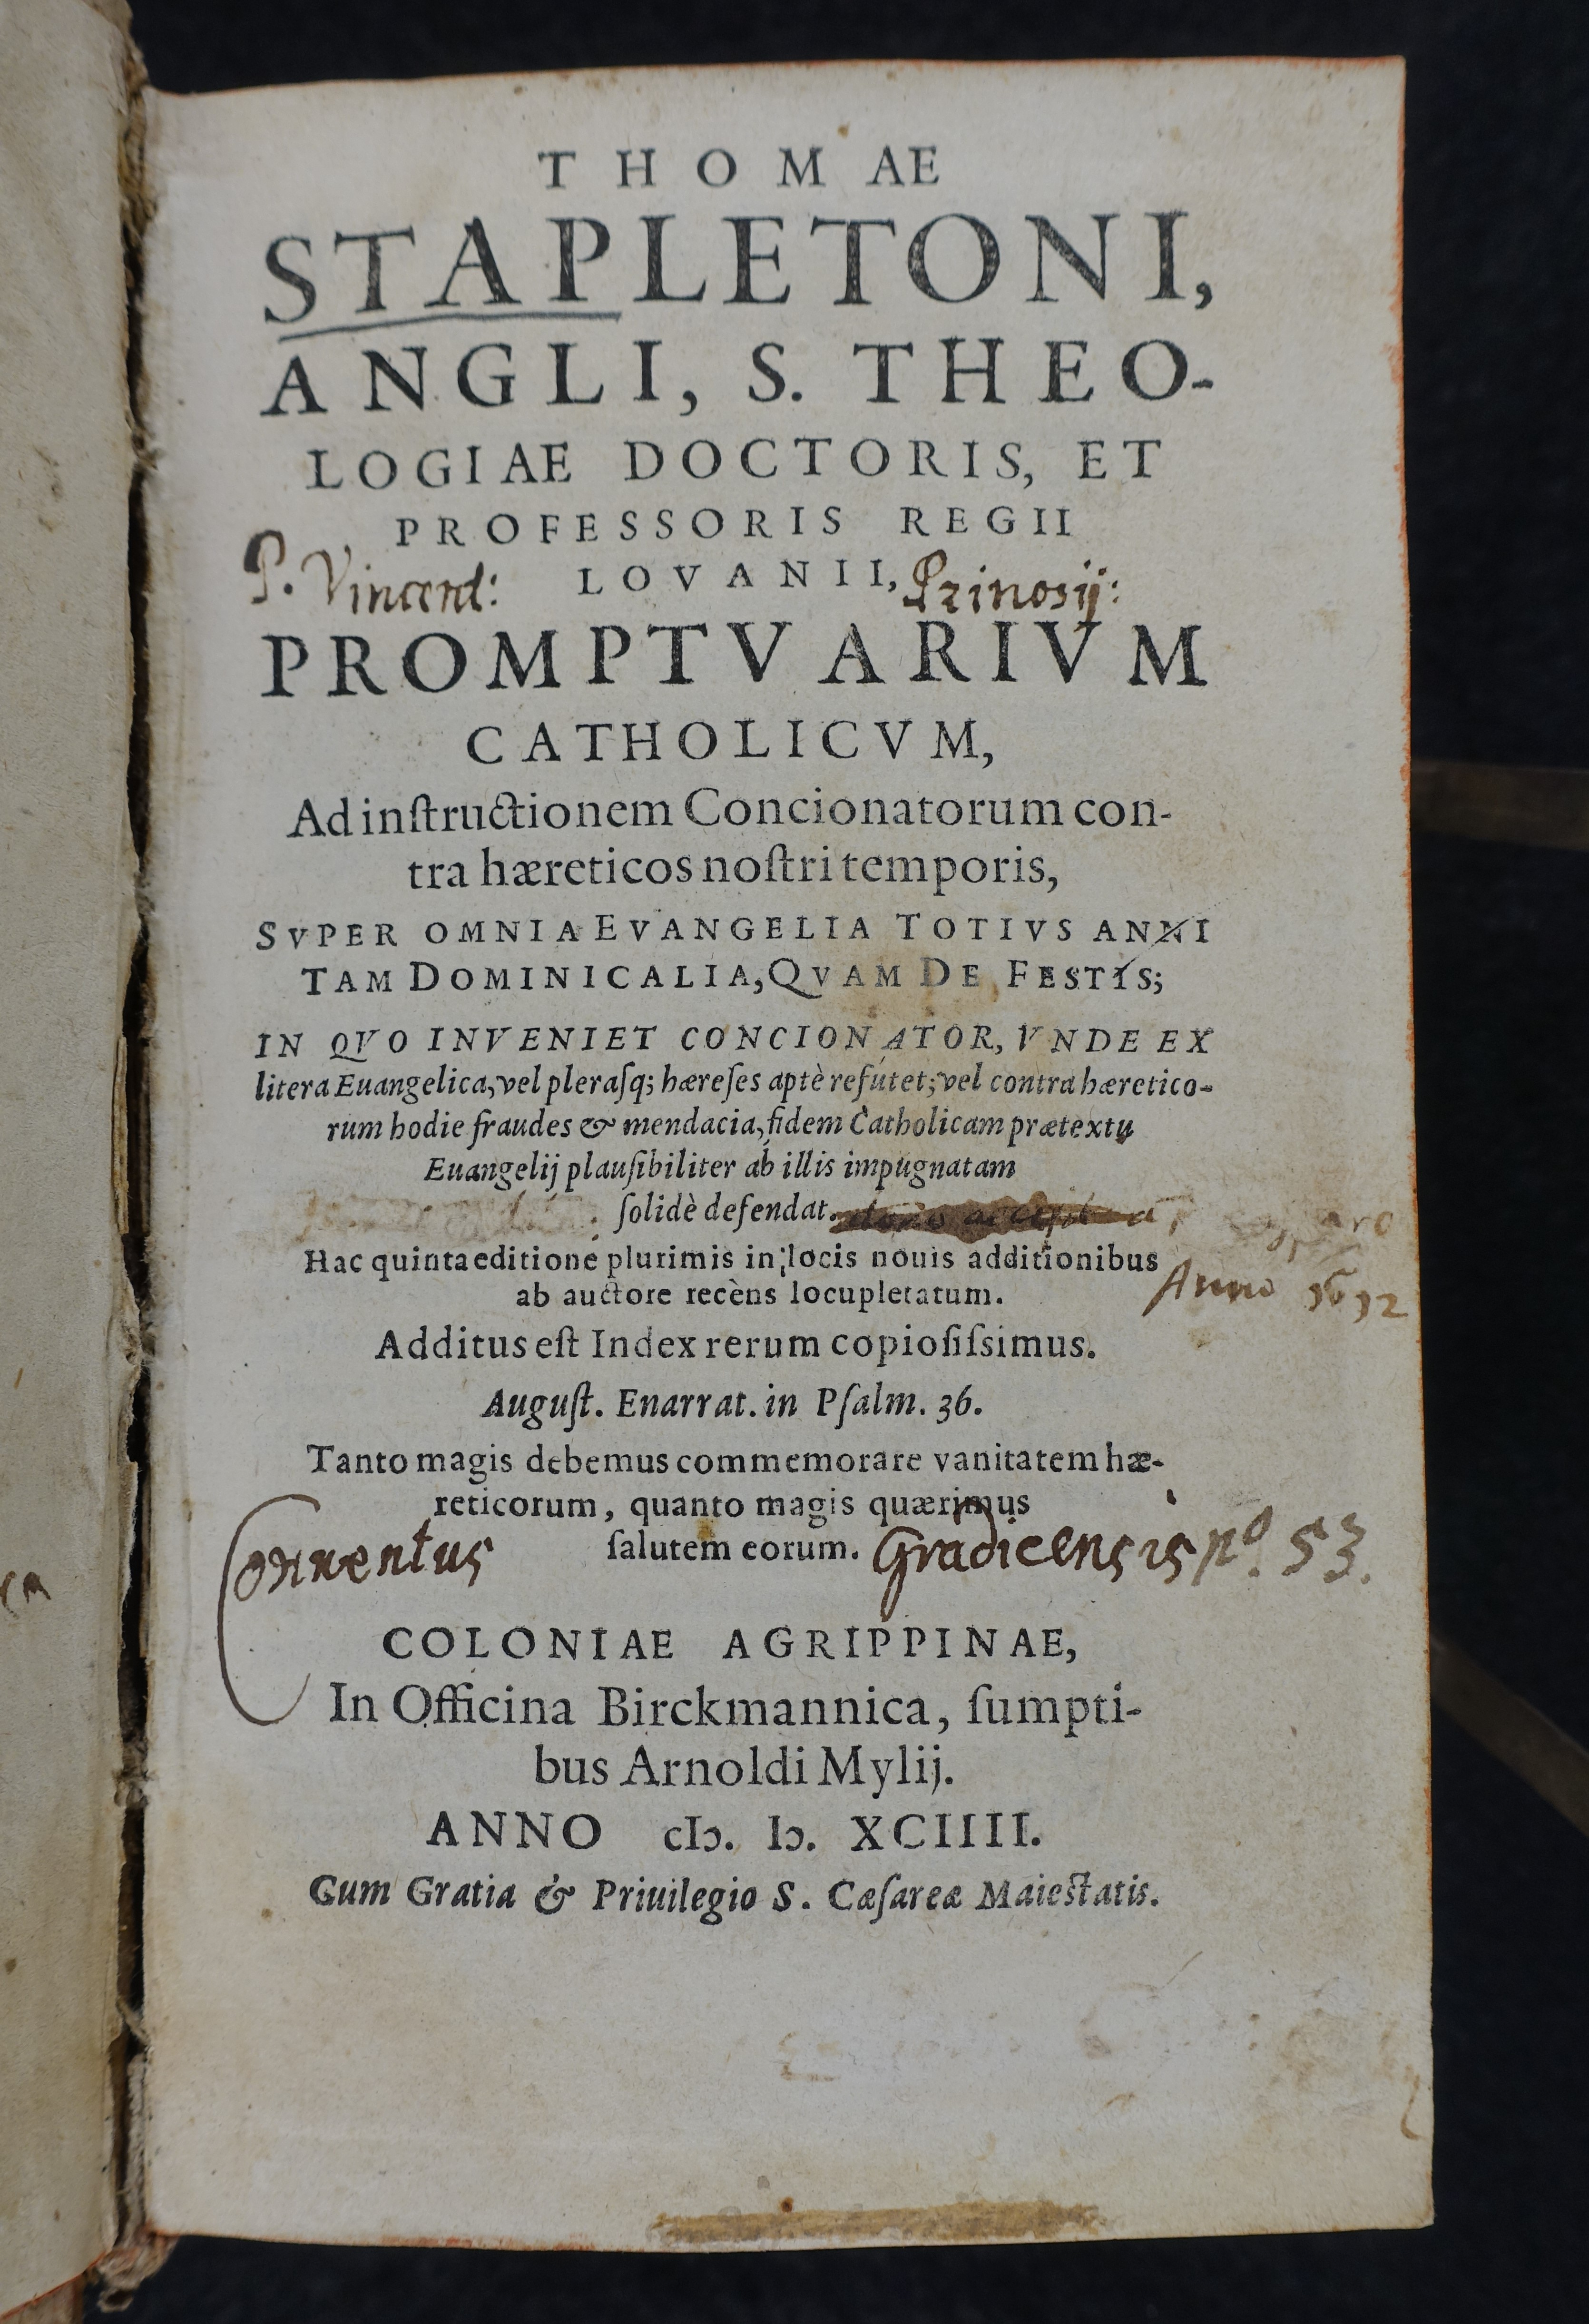 THOMAE
STAPLETONI,
ANGLI, S. THEO-
LOGIAE DOCTORIS, ET
PROFESSORIS REGII
P. Vincent: LOVANII, Prinosij:
PROMPTVARIVM
CATHOLICVM,
Ad inſtructionem Concionatorum con-
tra hæreticos noſtri temporis,
SVPER OMNIA EVANGELIA TOTIVS ANNI
TAM DOMINICALIA, QVAM DE FESTIS;
IN QVO INVENIET CONCIONATOR, VNDE EX
litera Euangelica, vel pleraſq; hæreſes aptè refutet; vel contra hæretico-
rum hodie fraudes & mendacia, fidem Catholicam prætextu
Euangelij plauſibiliter ab illis impugnatam
ſolidè defendat.
Hac quinta editione plurimis in locis nouis additionibus
ab auctore recèns locupletatum.
Anno 1612
Additus eſt Index rerum copioſiſsimus.
Auguſt. Enarrat. in Pſalm. 36.
Tanto magis debemus commemorare vanitatem hæ-
reticorum, quanto magis quærimus
Conventus ſalutem eorum. Gradicensis nº. 53.
COLONIAE AGRIPPINAE,
In Officina Birckmannica, ſumpti-
bus Arnoldi Mylij.
ANNO cIↄ. Iↄ. XCIIII.
Cum Gratia & Priuilegio S. Cæſareæ Maieſtatis.